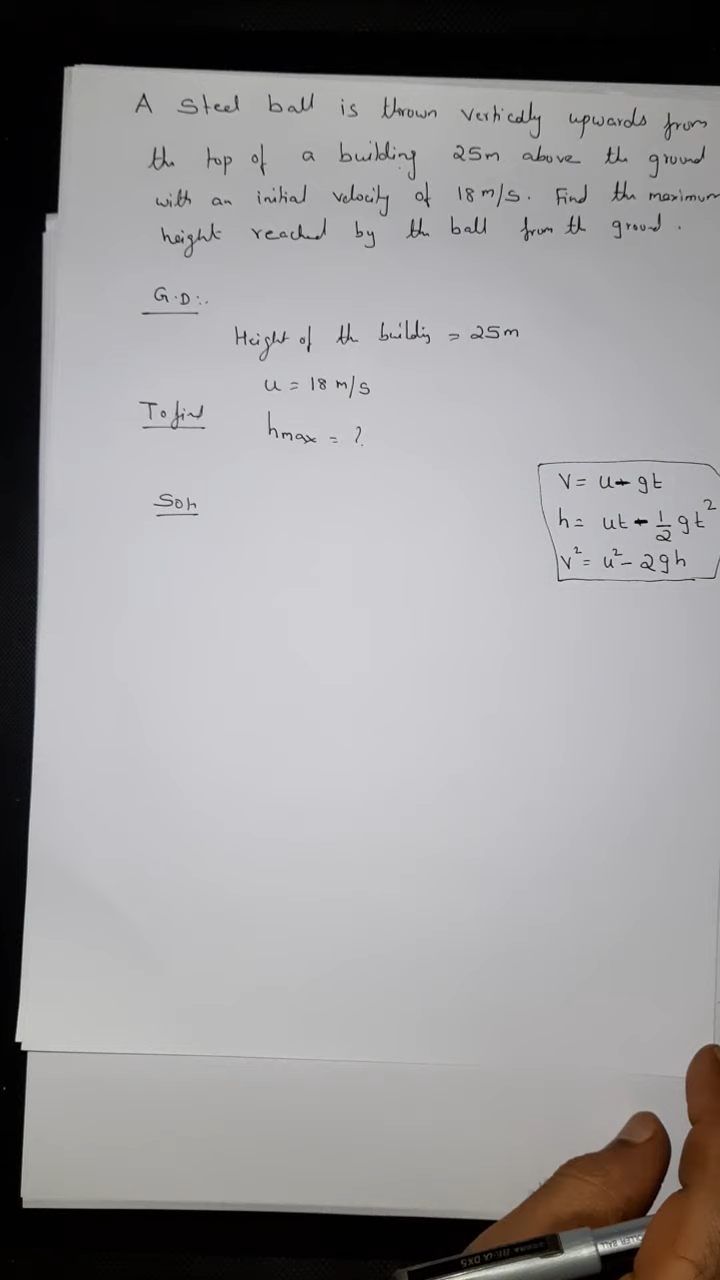 A steel ball is thrown vertically upwards from
the top of a building 25m above the ground
with an initial velocity of 18 m/s. Find the maximum
height reached by the ball from the ground.
G.D:.
Height of the building = 25m
u = 18 m/s
To find
hmax = ?
Soln
V = u - gt
h = ut - 1/2 gt²
V² = u² - 2gh